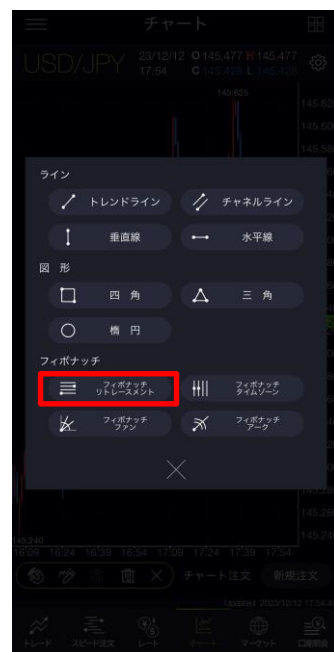 チャート
USD/JPY 23/12/12 17:54 O 145.477 H 145.477 C 145.428 L 145.428
145.625
ライン
トレンドライン チャネルライン
垂直線 水平線
図 形
四 角 三 角
楕 円
フィボナッチ
フィボナッチ リトレースメント フィボナッチ タイムゾーン
フィボナッチ ファン フィボナッチ アーク
145.240
16:09 16:24 16:39 16:54 17:09 17:24 17:39 17:54
チャート注文 新規注文
トレード スピード注文 レート チャート マーケット 口座照会